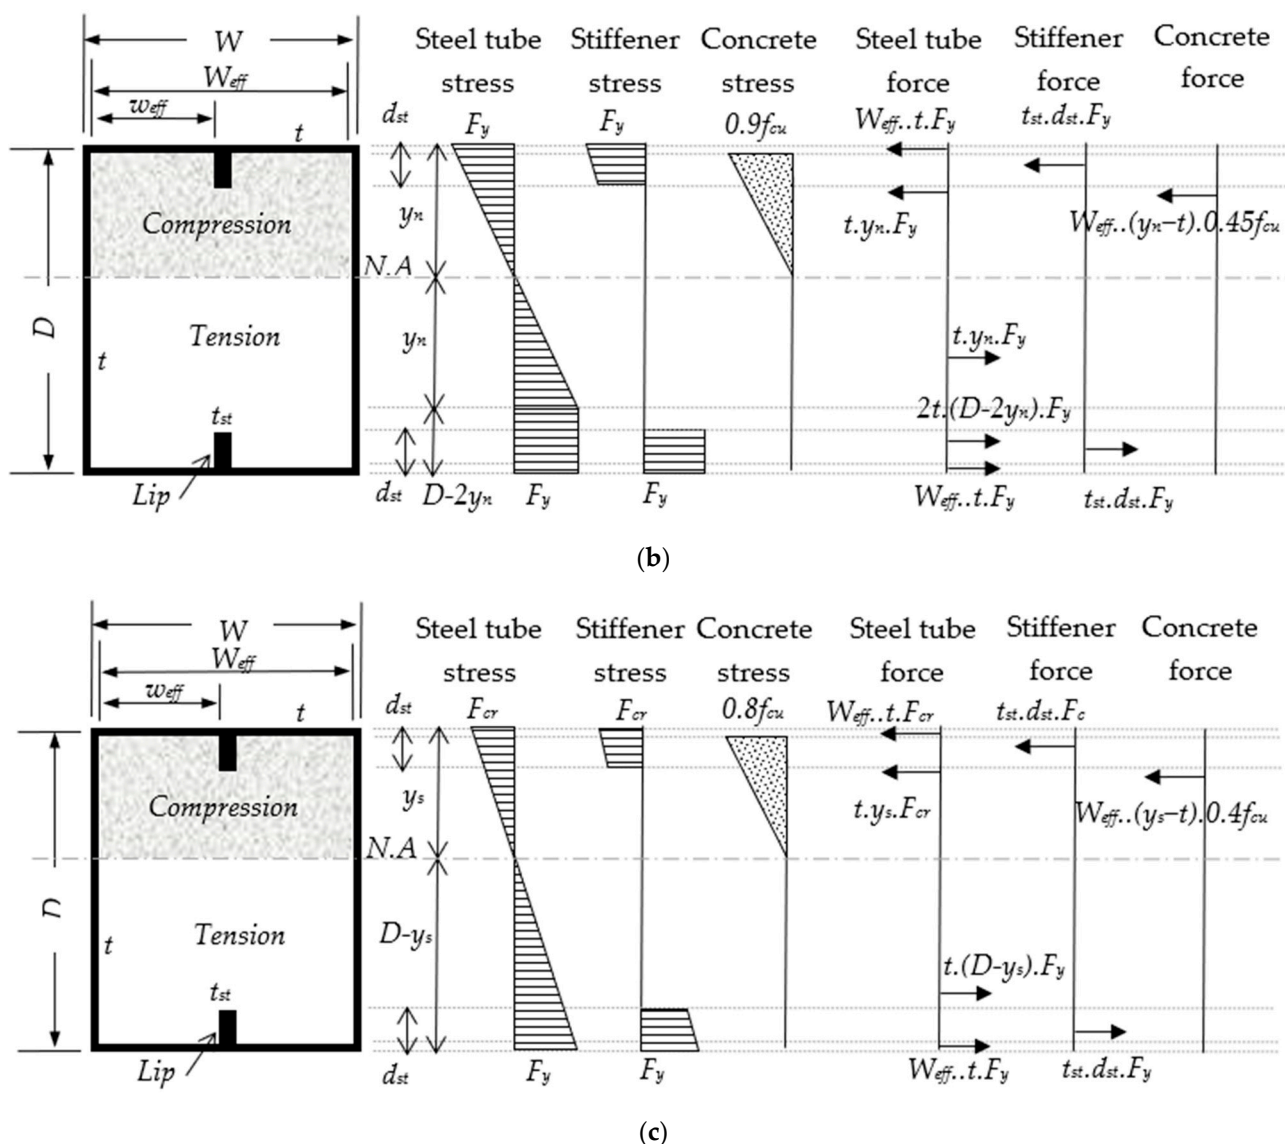 W
Weff
weff
t
D
Compression
N.A
Tension
t
tst
Lip
Steel tube stress
Stiffener stress
Concrete stress
Steel tube force
Stiffener force
Concrete force
dst
Fy
Fy
0.9fcu
Weff..t.Fy
tst.dst.Fy
yn
t.yn.Fy
Weff..(yn–t).0.45fcu
yn
t.yn.Fy
2t.(D-2yn).Fy
dst
D-2yn
Fy
Fy
Weff..t.Fy
tst.dst.Fy
(b)
W
Weff
weff
t
D
Compression
N.A
Tension
t
tst
Lip
Steel tube stress
Stiffener stress
Concrete stress
Steel tube force
Stiffener force
Concrete force
dst
Fcr
Fcr
0.8fcu
Weff..t.Fcr
tst.dst.Fc
ys
t.ys.Fcr
Weff..(ys–t).0.4fcu
D-ys
t.(D-ys).Fy
dst
Fy
Fy
Weff..t.Fy
tst.dst.Fy
(c)